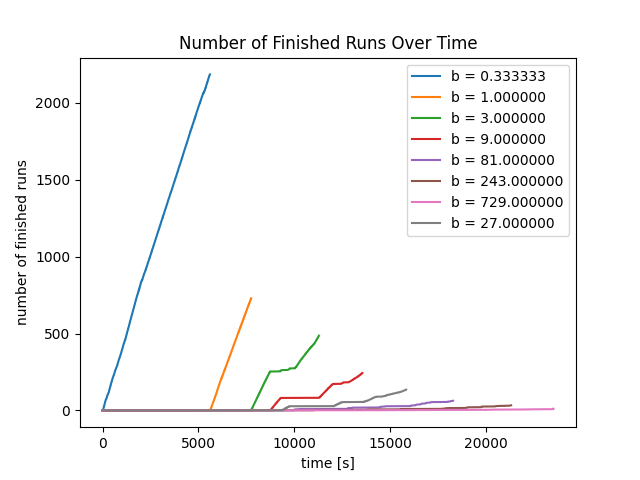 Number of Finished Runs Over Time
number of finished runs
2000
1500
1000
500
0
b = 0.333333
b = 1.000000
b = 3.000000
b = 9.000000
b = 81.000000
b = 243.000000
b = 729.000000
b = 27.000000
0 5000 10000 15000 20000
time [s]